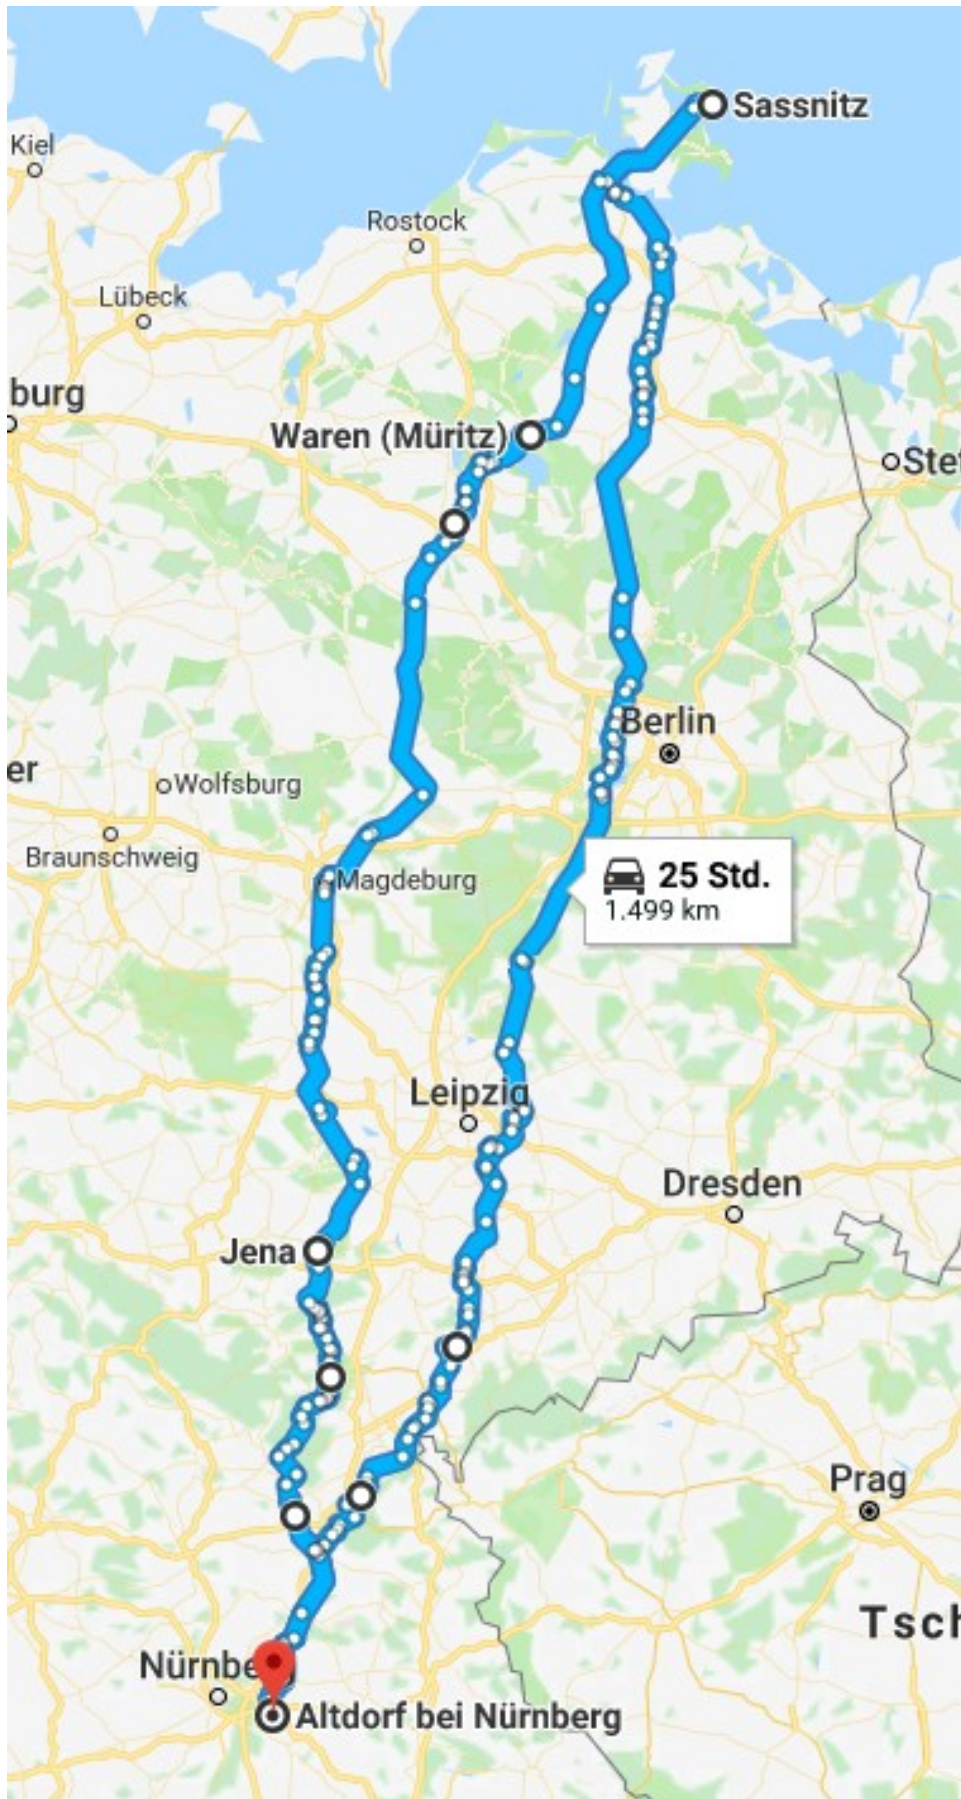 Sassnitz
Kiel
Rostock
Lübeck
burg
Waren (Müritz)
Stet
Berlin
er
Wolfsburg
Braunschweig
Magdeburg
25 Std.
1.499 km
Leipzig
Dresden
Jena
Prag
Tsch
Nürnberg
Altdorf bei Nürnberg